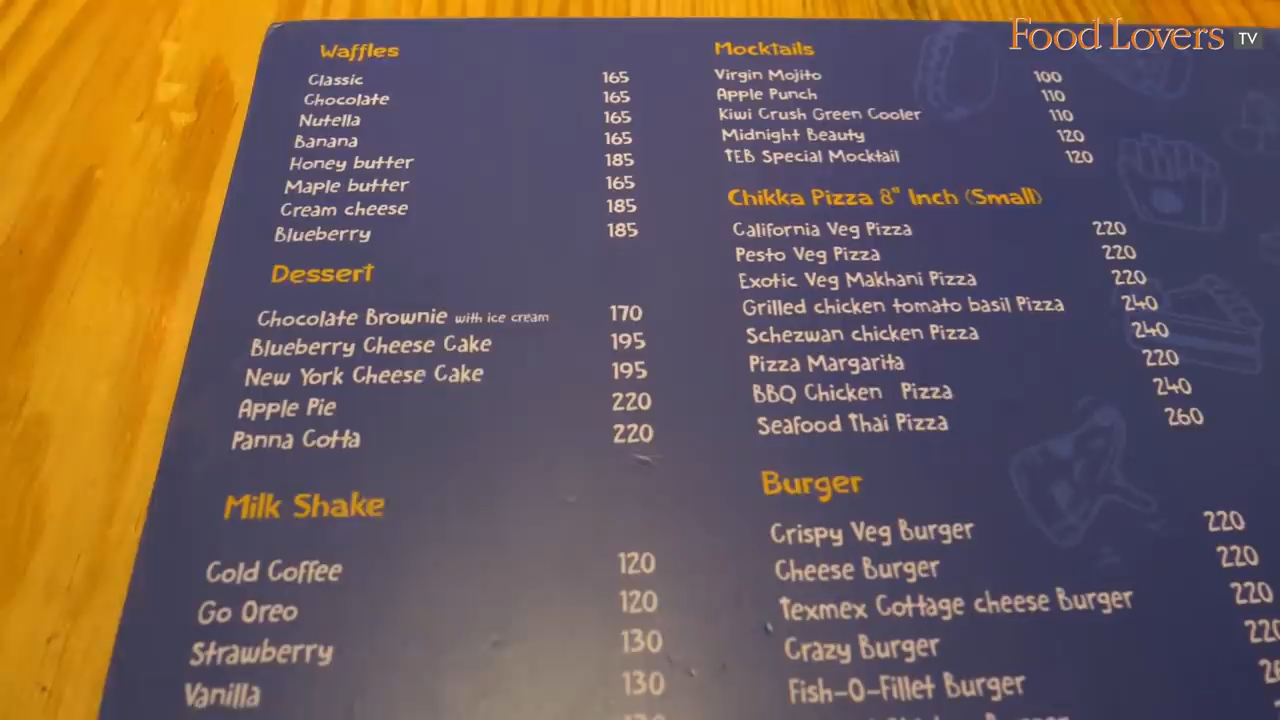 Food Lovers TV
Waffles
Classic 165
Chocolate 165
Nutella 165
Banana 165
Honey butter 185
Maple butter 165
Cream cheese 185
Blueberry 185
Dessert
Chocolate Brownie with ice cream 170
Blueberry Cheese Cake 195
New York Cheese Cake 195
Apple Pie 220
Panna Cotta 220
Milk Shake
Cold Coffee 120
Go Oreo 120
Strawberry 130
Vanilla 130
Mocktails
Virgin Mojito 100
Apple Punch 110
Kiwi Crush Green Cooler 110
Midnight Beauty 120
TEB Special Mocktail 120
Chikka Pizza 8" Inch (Small)
California Veg Pizza 220
Pesto Veg Pizza 220
Exotic Veg Makhani Pizza 220
Grilled chicken tomato basil Pizza 240
Schezwan chicken Pizza 240
Pizza Margarita 220
BBQ Chicken Pizza 240
Seafood Thai Pizza 260
Burger
Crispy Veg Burger 220
Cheese Burger 220
Texmex Cottage cheese Burger 220
Crazy Burger 220
Fish-O-Fillet Burger